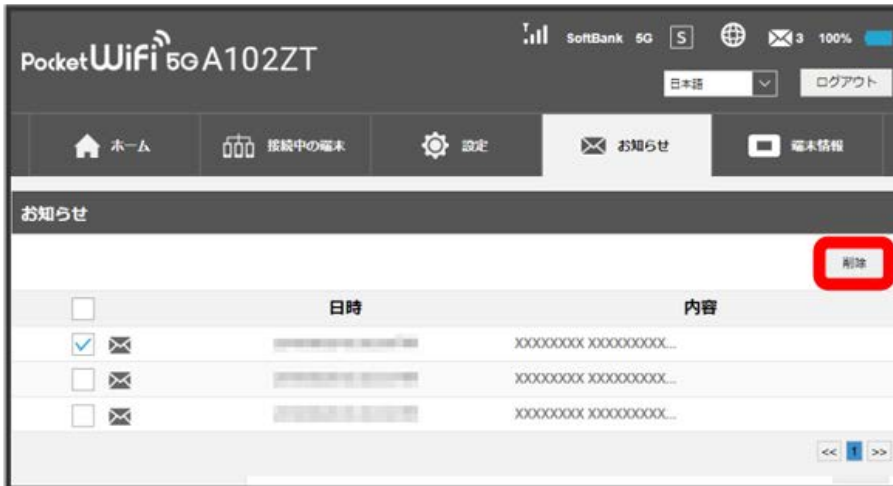 SoftBank 5G S 3 100%
Pocket WiFi 5G A102ZT
日本語 ログアウト
ホーム 接続中の端末 設定 お知らせ 端末情報
お知らせ
削除
日時 内容
XXXXXXXX XXXXXXXXX...
XXXXXXXX XXXXXXXXX...
XXXXXXXX XXXXXXXXX...
<< 1 >>